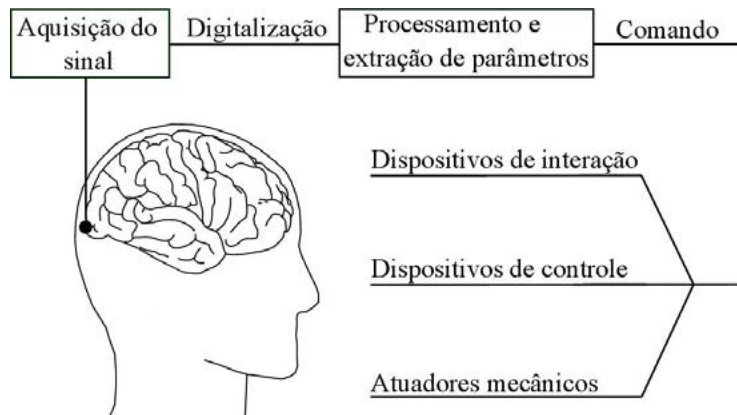 Aquisição do
sinal
Digitalização
Processamento e
extração de parâmetros
Comando
Dispositivos de interação
Dispositivos de controle
Atuadores mecânicos